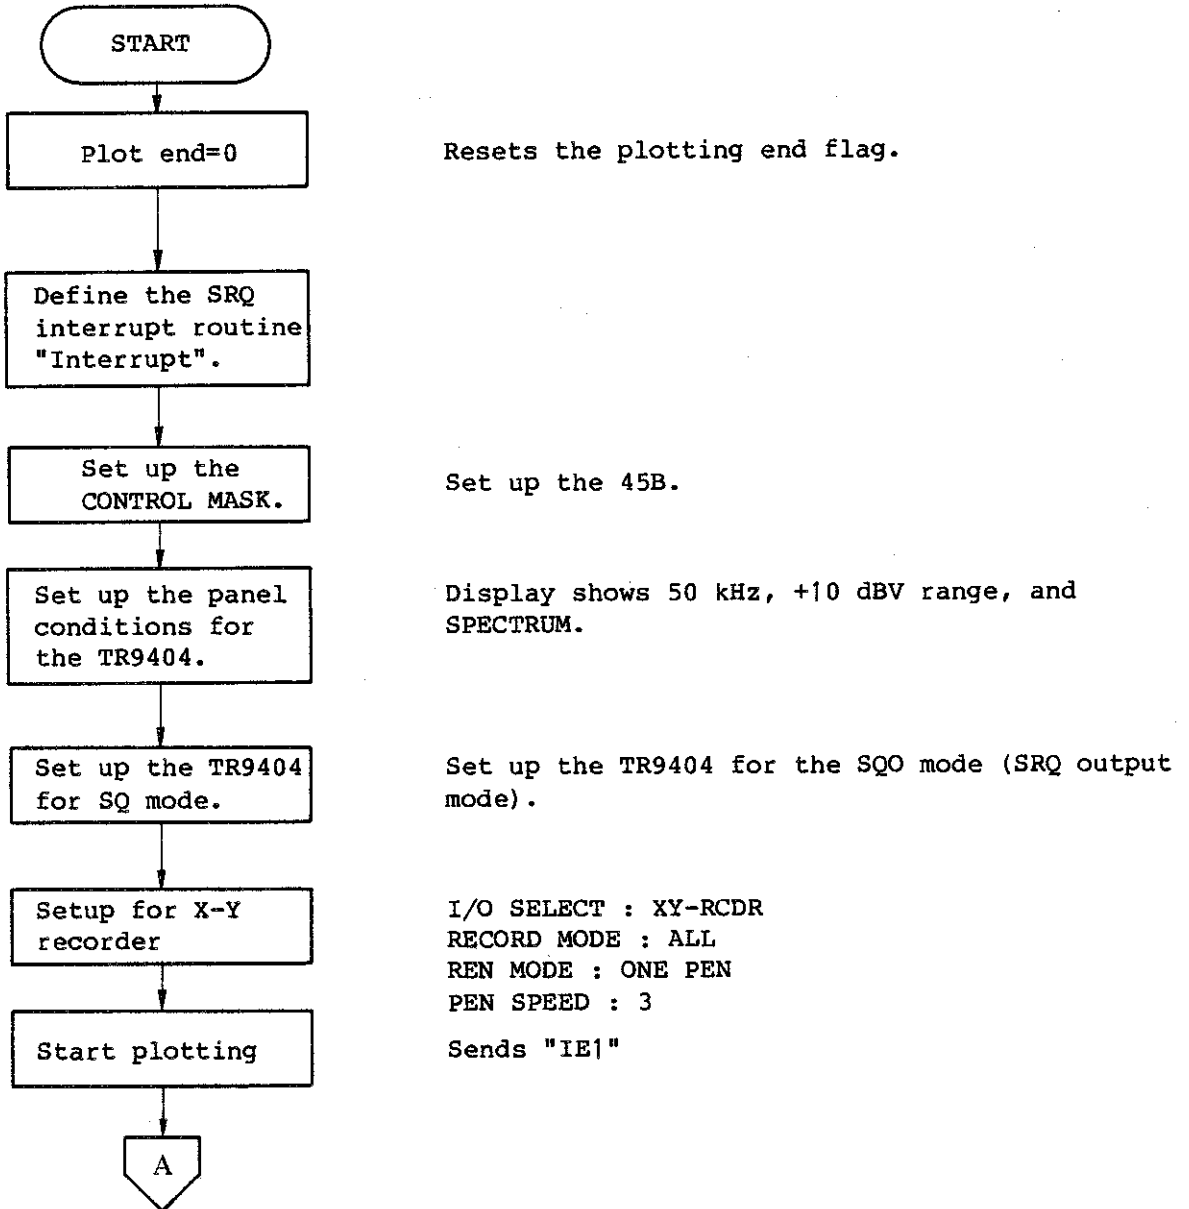 START
Plot end=0
Resets the plotting end flag.
Define the SRQ
interrupt routine
"Interrupt".
Set up the
CONTROL MASK.
Set up the 45B.
Set up the panel
conditions for
the TR9404.
Display shows 50 kHz, +10 dBV range, and
SPECTRUM.
Set up the TR9404
for SQ mode.
Set up the TR9404 for the SQO mode (SRQ output
mode).
Setup for X-Y
recorder
I/O SELECT : XY-RCDR
RECORD MODE : ALL
REN MODE : ONE PEN
PEN SPEED : 3
Start plotting
Sends "IE1"
A